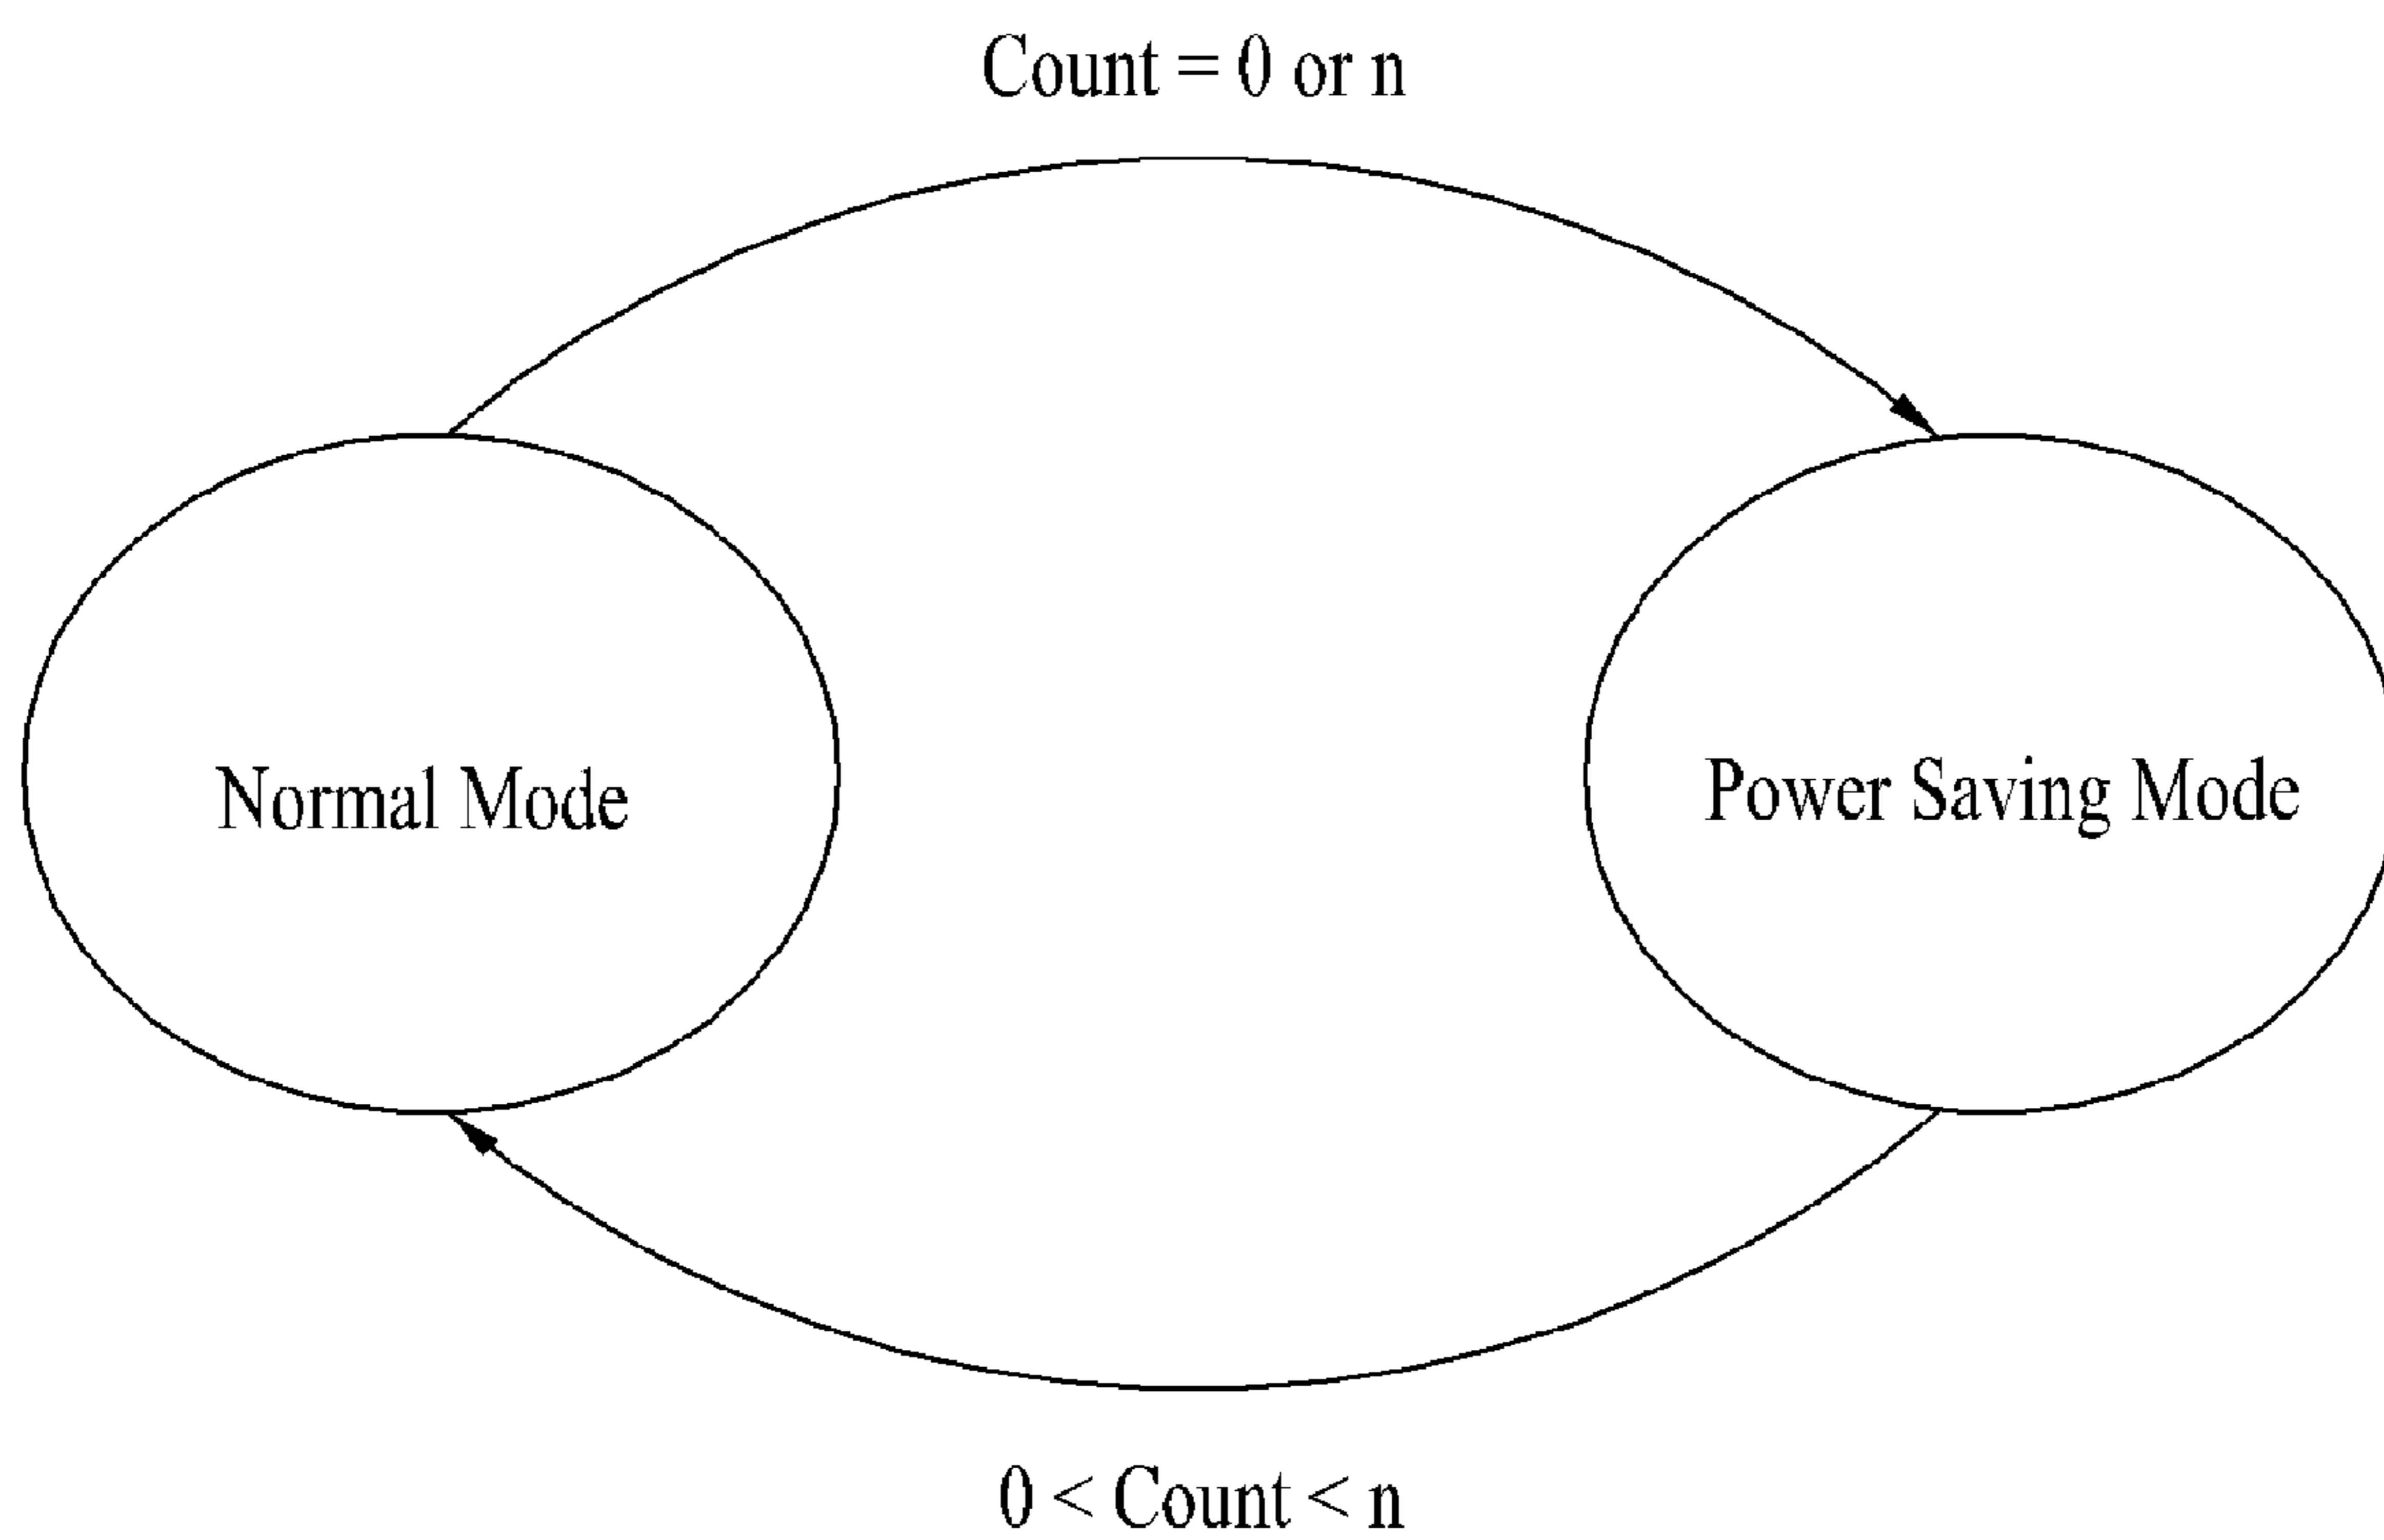 Count = 0 or n
Normal Mode
Power Saving Mode
0 < Count < n